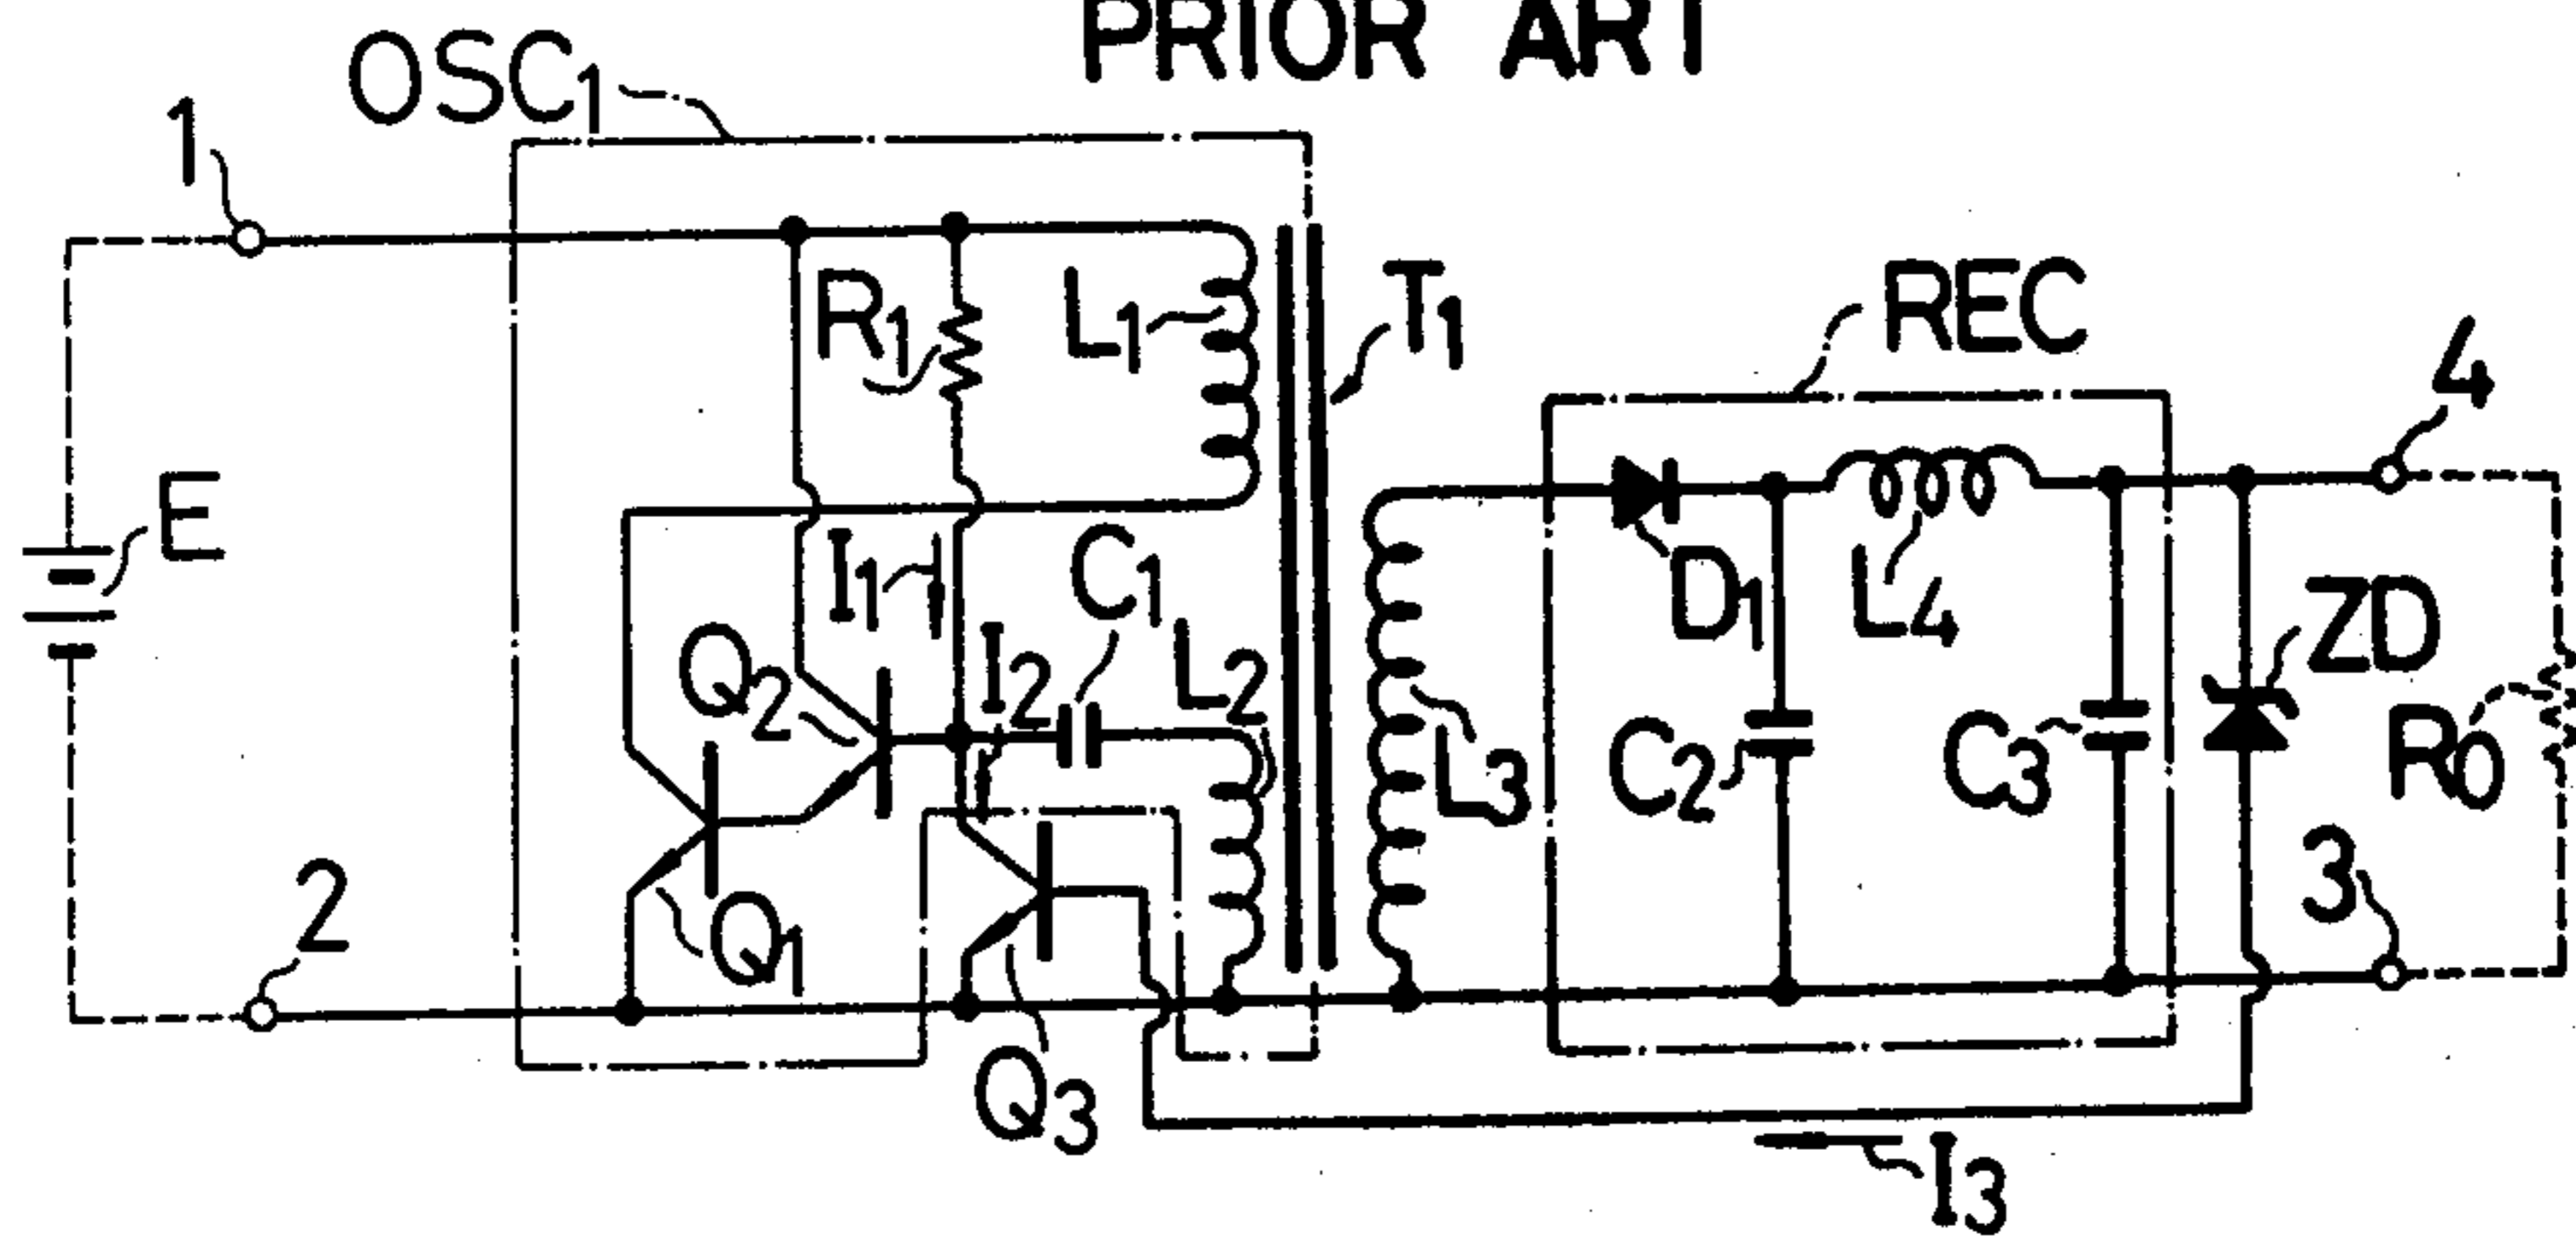 PRIOR ART
OSC1
1
R1
L1
T1
REC
4
E
I1
C1
D1
L4
ZD
Q2
I2
L2
L3
C2
C3
R0
2
Q1
3
Q3
I3